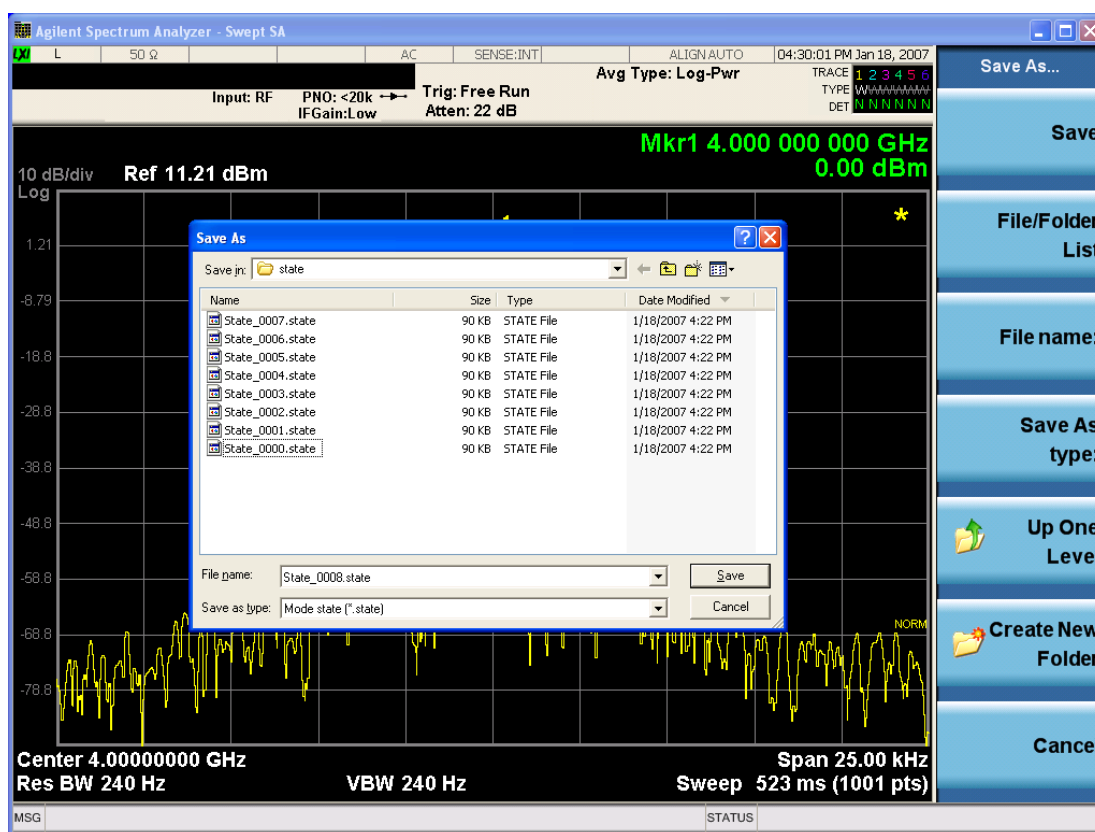 Agilent Spectrum Analyzer - Swept SA
LXI L 50 Ω AC SENSE:INT ALIGN AUTO 04:30:01 PM Jan 18, 2007
Input: RF PNO: <20k IFGain:Low
Trig: Free Run
Atten: 22 dB
Avg Type: Log-Pwr
TRACE 1 2 3 4 5 6
TYPE
DET N N N N N N
Mkr1 4.000 000 000 GHz
0.00 dBm
10 dB/div Ref 11.21 dBm
Log
1
*
1.21
-8.79
-18.8
-28.8
-38.8
-48.8
-58.8
-68.8
-78.8
Save As
Save in: state
Name Size Type Date Modified
State_0007.state 90 KB STATE File 1/18/2007 4:22 PM
State_0006.state 90 KB STATE File 1/18/2007 4:22 PM
State_0005.state 90 KB STATE File 1/18/2007 4:22 PM
State_0004.state 90 KB STATE File 1/18/2007 4:22 PM
State_0003.state 90 KB STATE File 1/18/2007 4:22 PM
State_0002.state 90 KB STATE File 1/18/2007 4:22 PM
State_0001.state 90 KB STATE File 1/18/2007 4:22 PM
State_0000.state 90 KB STATE File 1/18/2007 4:22 PM
File name: State_0008.state Save
Save as type: Mode state (*.state) Cancel
NORM
Center 4.00000000 GHz Span 25.00 kHz
Res BW 240 Hz VBW 240 Hz Sweep 523 ms (1001 pts)
MSG STATUS
Save As...
Save
File/Folder
List
File name:
Save As
type:
Up One
Leve
Create New
Folder
Cance